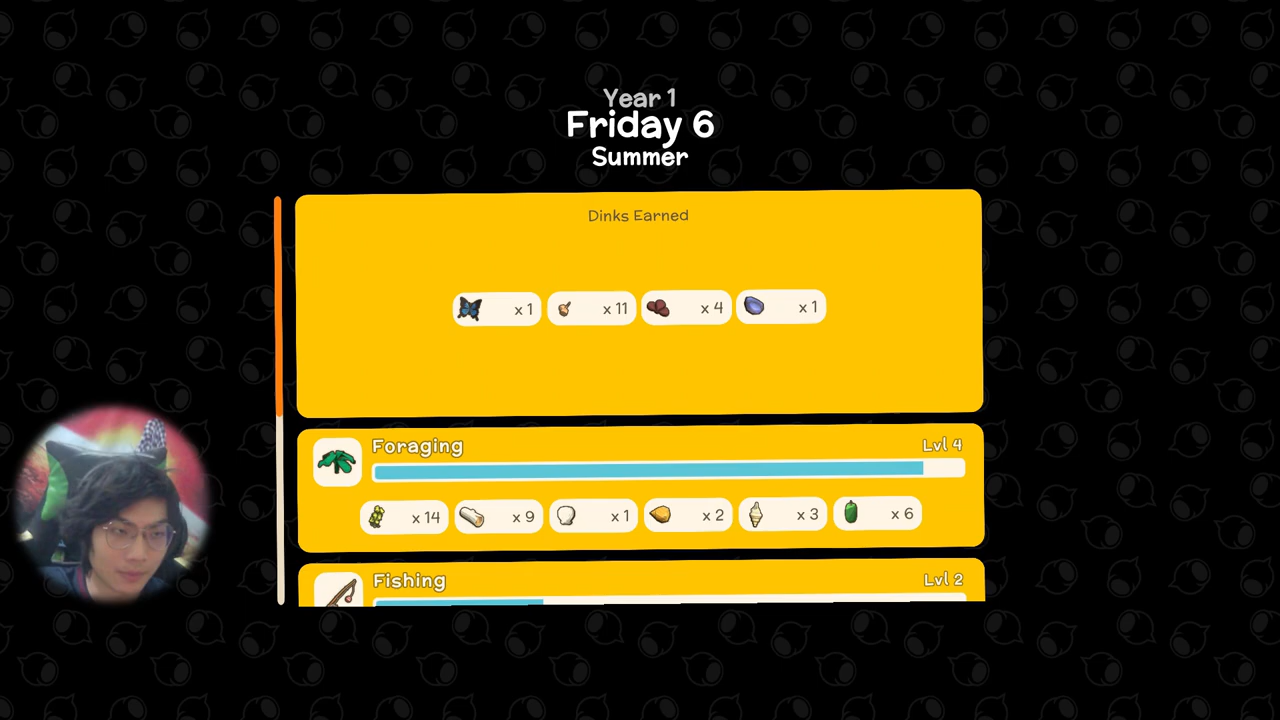 Year 1
Friday 6
Summer
Dinks Earned
x 1 x 11 x 4 x 1
Foraging Lvl 4
x 14 x 9 x 1 x 2 x 3 x 6
Fishing Lvl 2